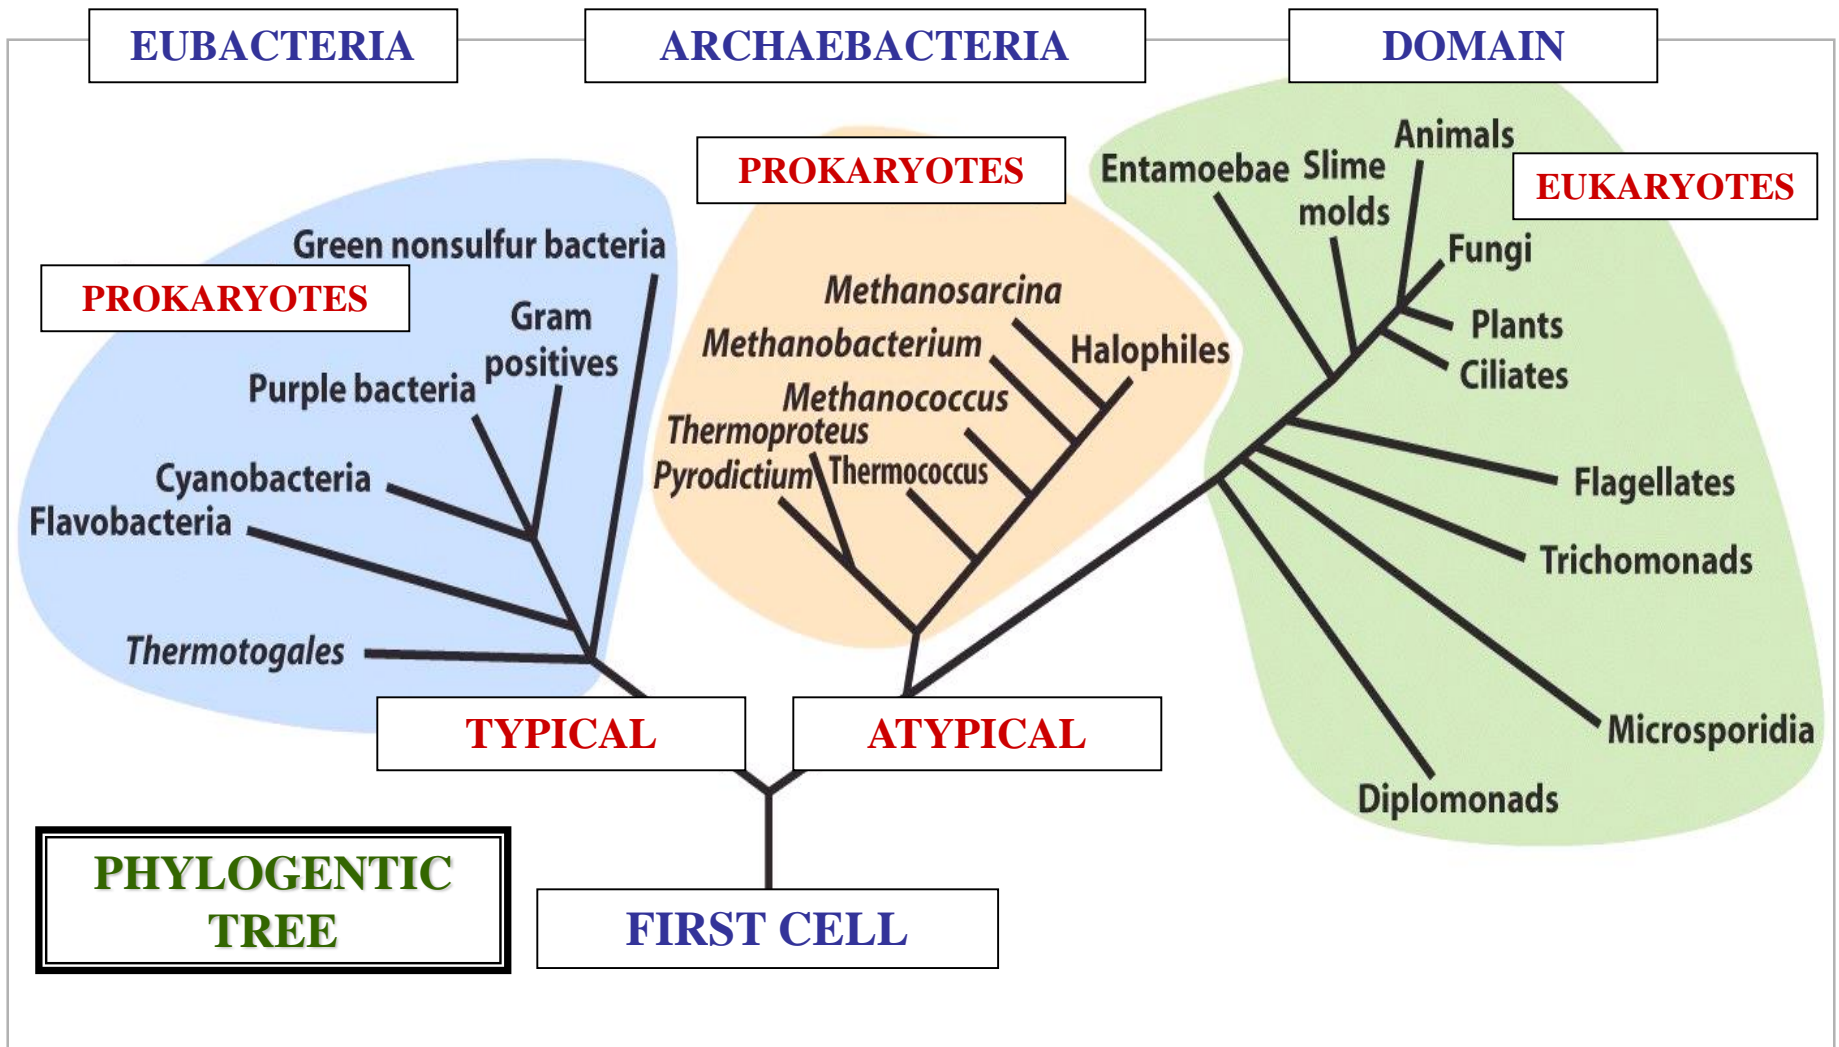 EUBACTERIA
ARCHAEBACTERIA
DOMAIN
PROKARYOTES
Green nonsulfur bacteria
Gram
positives
Purple bacteria
Cyanobacteria
Flavobacteria
Thermotogales
PROKARYOTES
Methanosarcina
Methanobacterium
Halophiles
Methanococcus
Thermoproteus
Pyrodictium
Thermococcus
EUKARYOTES
Animals
Entamoebae
Slime
molds
Fungi
Plants
Ciliates
Flagellates
Trichomonads
Microsporidia
Diplomonads
TYPICAL
ATYPICAL
PHYLOGENTIC
TREE
FIRST CELL